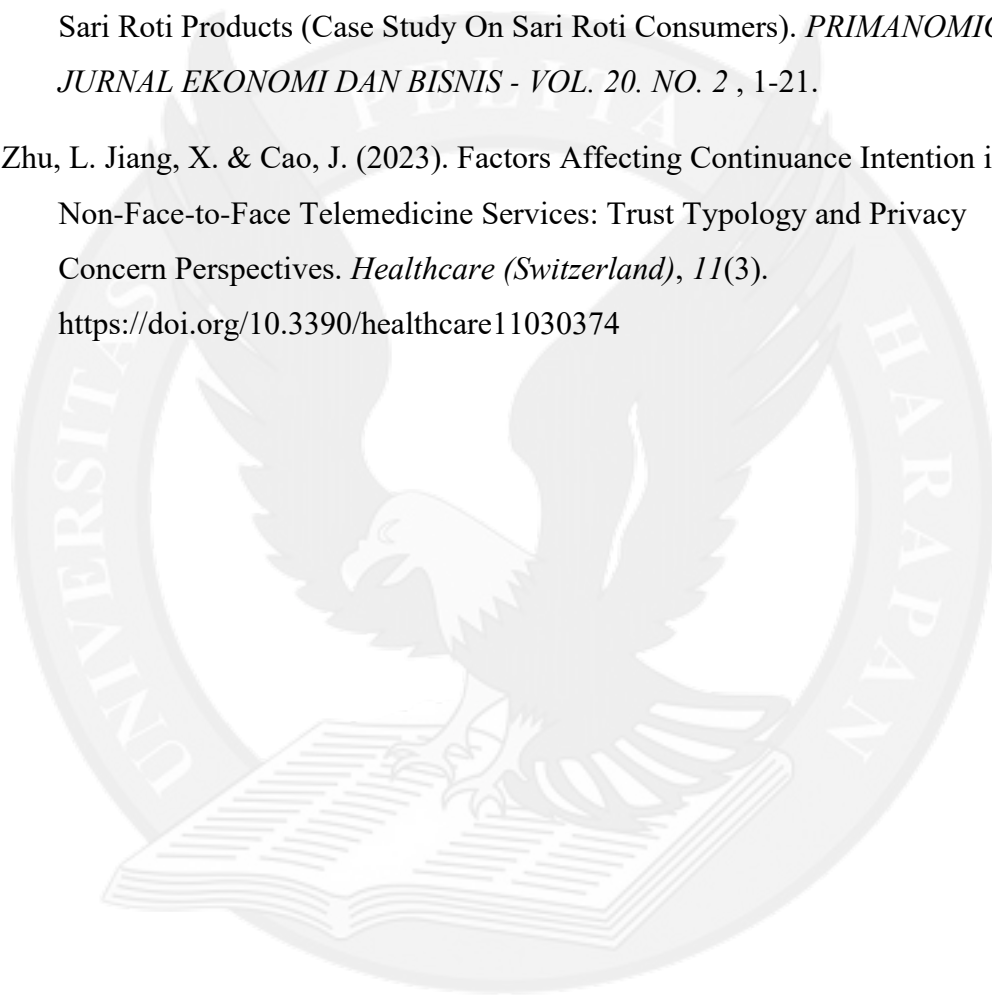 Sari Roti Products (Case Study On Sari Roti Consumers). PRIMANOMIC
JURNAL EKONOMI DAN BISNIS - VOL. 20. NO. 2 , 1-21.
Zhu, L. Jiang, X. & Cao, J. (2023). Factors Affecting Continuance Intention i
Non-Face-to-Face Telemedicine Services: Trust Typology and Privacy
Concern Perspectives. Healthcare (Switzerland), 11(3).
https://doi.org/10.3390/healthcare11030374
UNIVERSITAS PELITA HARAPAN